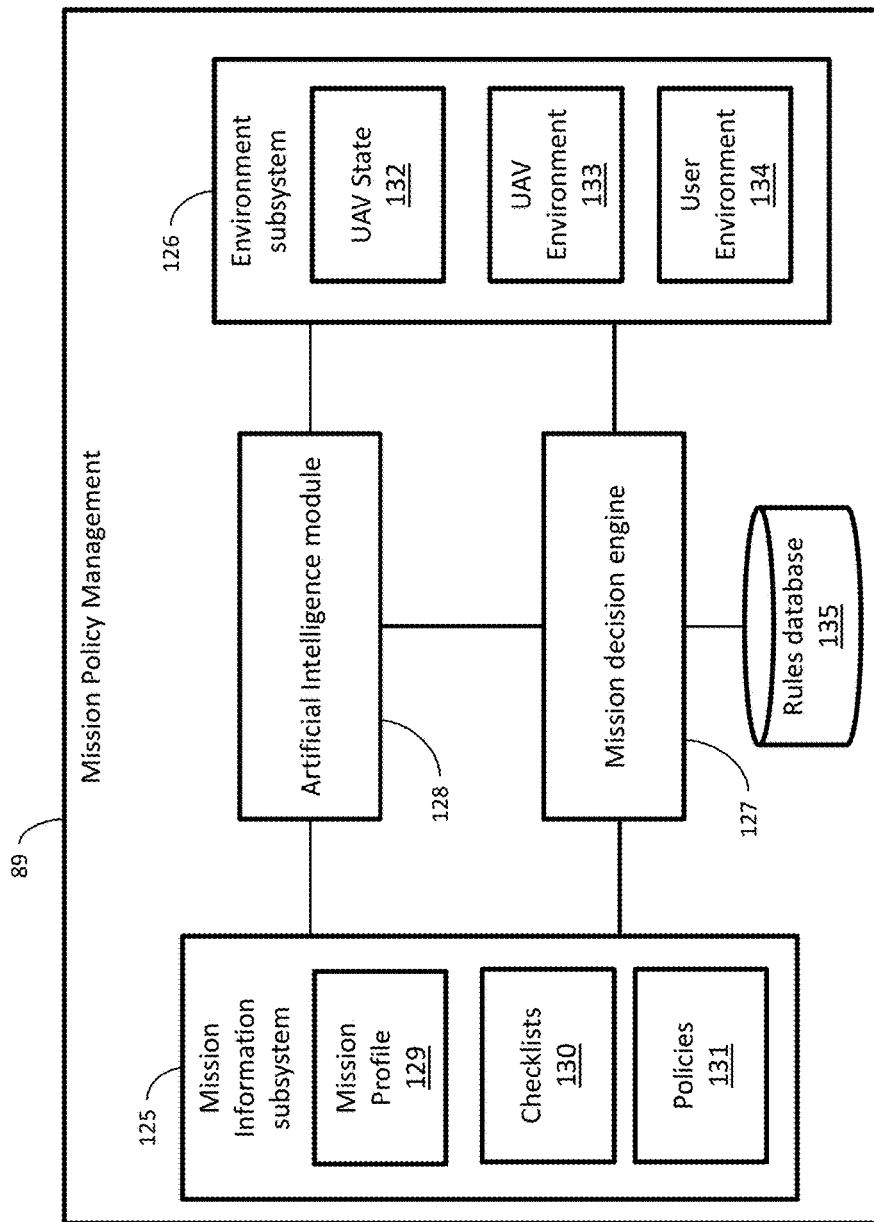 89
Mission Policy Management
125
Mission
Information
subsystem
Mission
Profile
129
Checklists
130
Policies
131
Artificial Intelligence module
128
Mission decision engine
127
Rules database
135
126
Environment
subsystem
UAV State
132
UAV
Environment
133
User
Environment
134